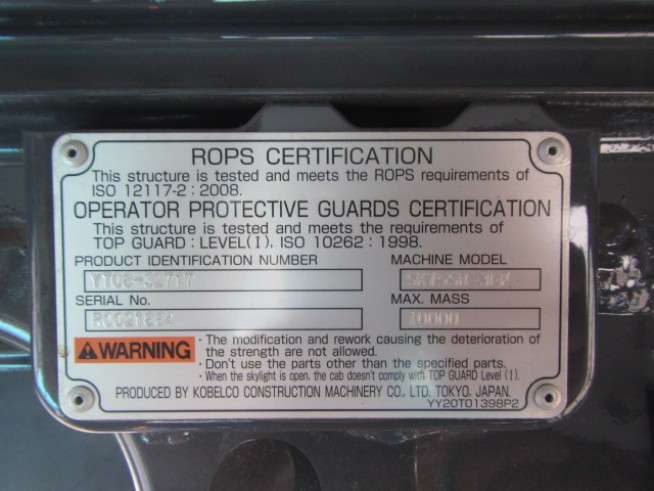 ROPS CERTIFICATION
This structure is tested and meets the ROPS requirements of
ISO 12117-2 : 2008.
OPERATOR PROTECTIVE GUARDS CERTIFICATION
This structure is tested and meets the requirements of
TOP GUARD : LEVEL(I), ISO 10262 : 1998.
PRODUCT IDENTIFICATION NUMBER MACHINE MODEL
YT08-32717
SERIAL No. MAX. MASS
10000
⚠WARNING
· The modification and rework causing the deterioration of
the strength are not allowed.
· Don't use the parts other than the specified parts.
· When the skylight is open, the cab doesn't comply with TOP GUARD Level (I).
PRODUCED BY KOBELCO CONSTRUCTION MACHINERY CO., LTD. TOKYO, JAPAN.
YY20T01398P2